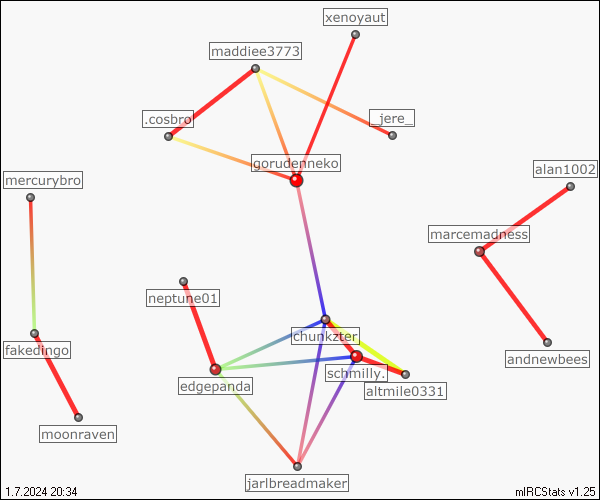 xenoyaut
maddiee3773
.cosbro
_jere_
gorudenneko
alan1002
mercurybro
marcemadness
neptune01
chunkzter
fakedingo
andnewbees
schmilly.
edgepanda
altmile0331
moonraven
jarlbreadmaker
1.7.2024 20:34
mIRCStats v1.25